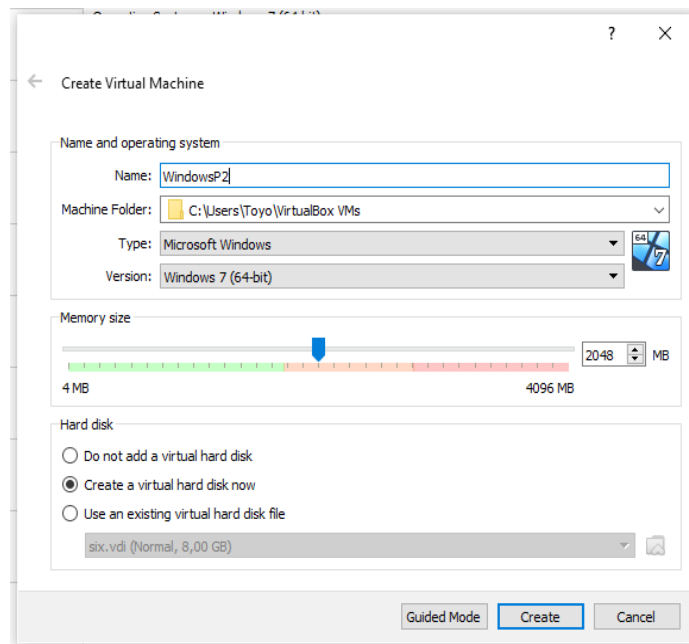 ?
Create Virtual Machine
Name and operating system
Name: WindowsP2
Machine Folder: C:\Users\Toyo\VirtualBox VMs
Type: Microsoft Windows
64
7
Version: Windows 7 (64-bit)
Memory size
2048 MB
4 MB 4096 MB
Hard disk
Do not add a virtual hard disk
Create a virtual hard disk now
Use an existing virtual hard disk file
six.vdi (Normal, 8,00 GB)
Guided Mode Create Cancel